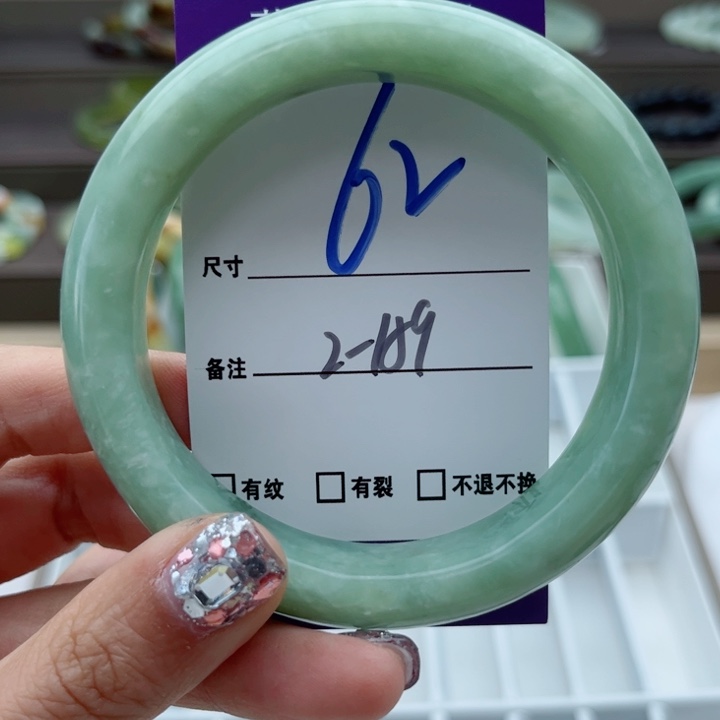 62
尺寸
2-189
备注
有纹 有裂 不退不换